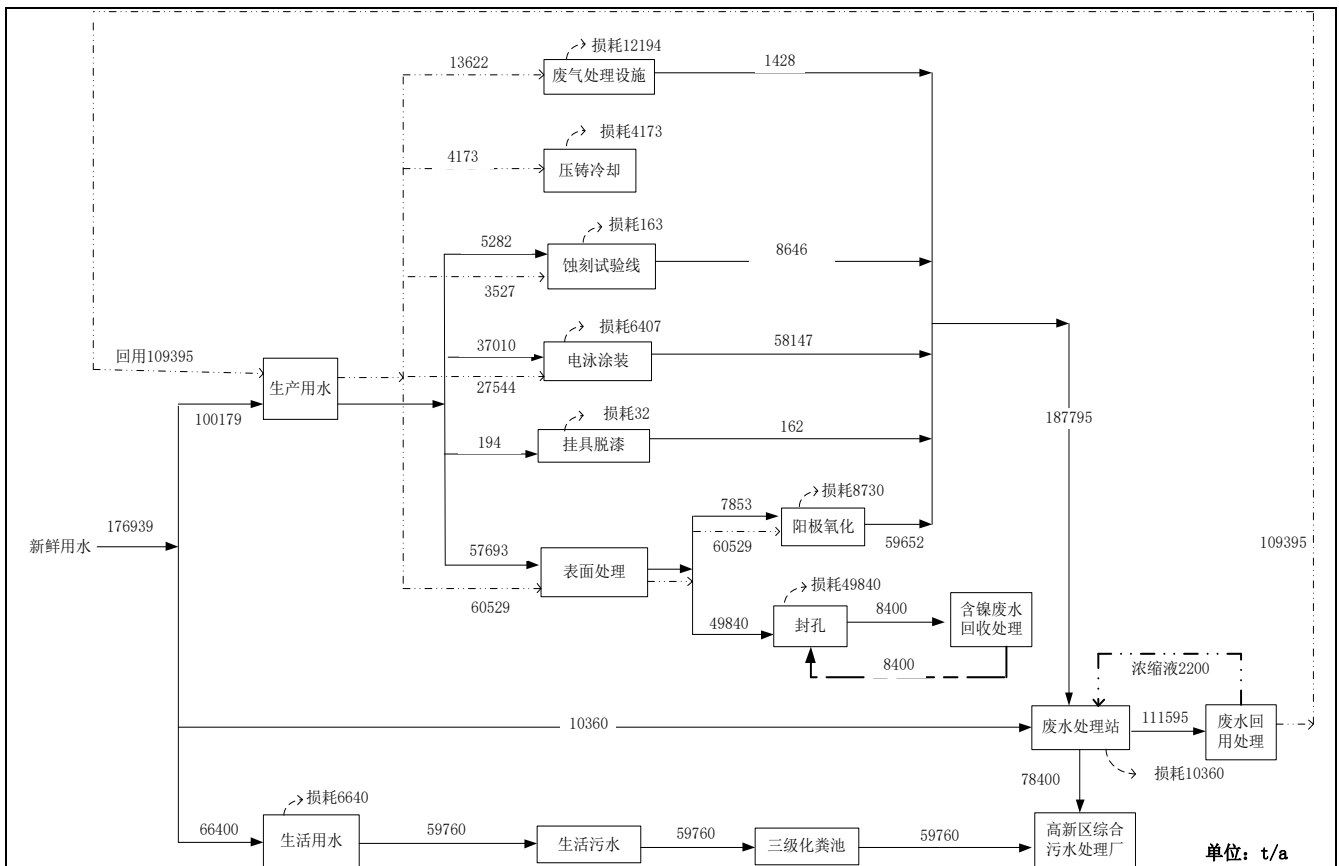 损耗12194
13622
废气处理设施
1428
损耗4173
4173
压铸冷却
损耗163
5282
蚀刻试验线
8646
3527
损耗6407
37010
电泳涂装
58147
27544
回用109395
生产用水
100179
损耗32
194
挂具脱漆
162
187795
损耗8730
7853
阳极氧化
60529
59652
109395
176939
新鲜用水
57693
表面处理
60529
损耗49840
49840
封孔
8400
含镍废水
回收处理
8400
浓缩液2200
10360
废水处理站
111595
废水回
用处理
损耗10360
78400
损耗6640
66400
生活用水
59760
生活污水
59760
三级化粪池
59760
高新区综合
污水处理厂
单位：t/a